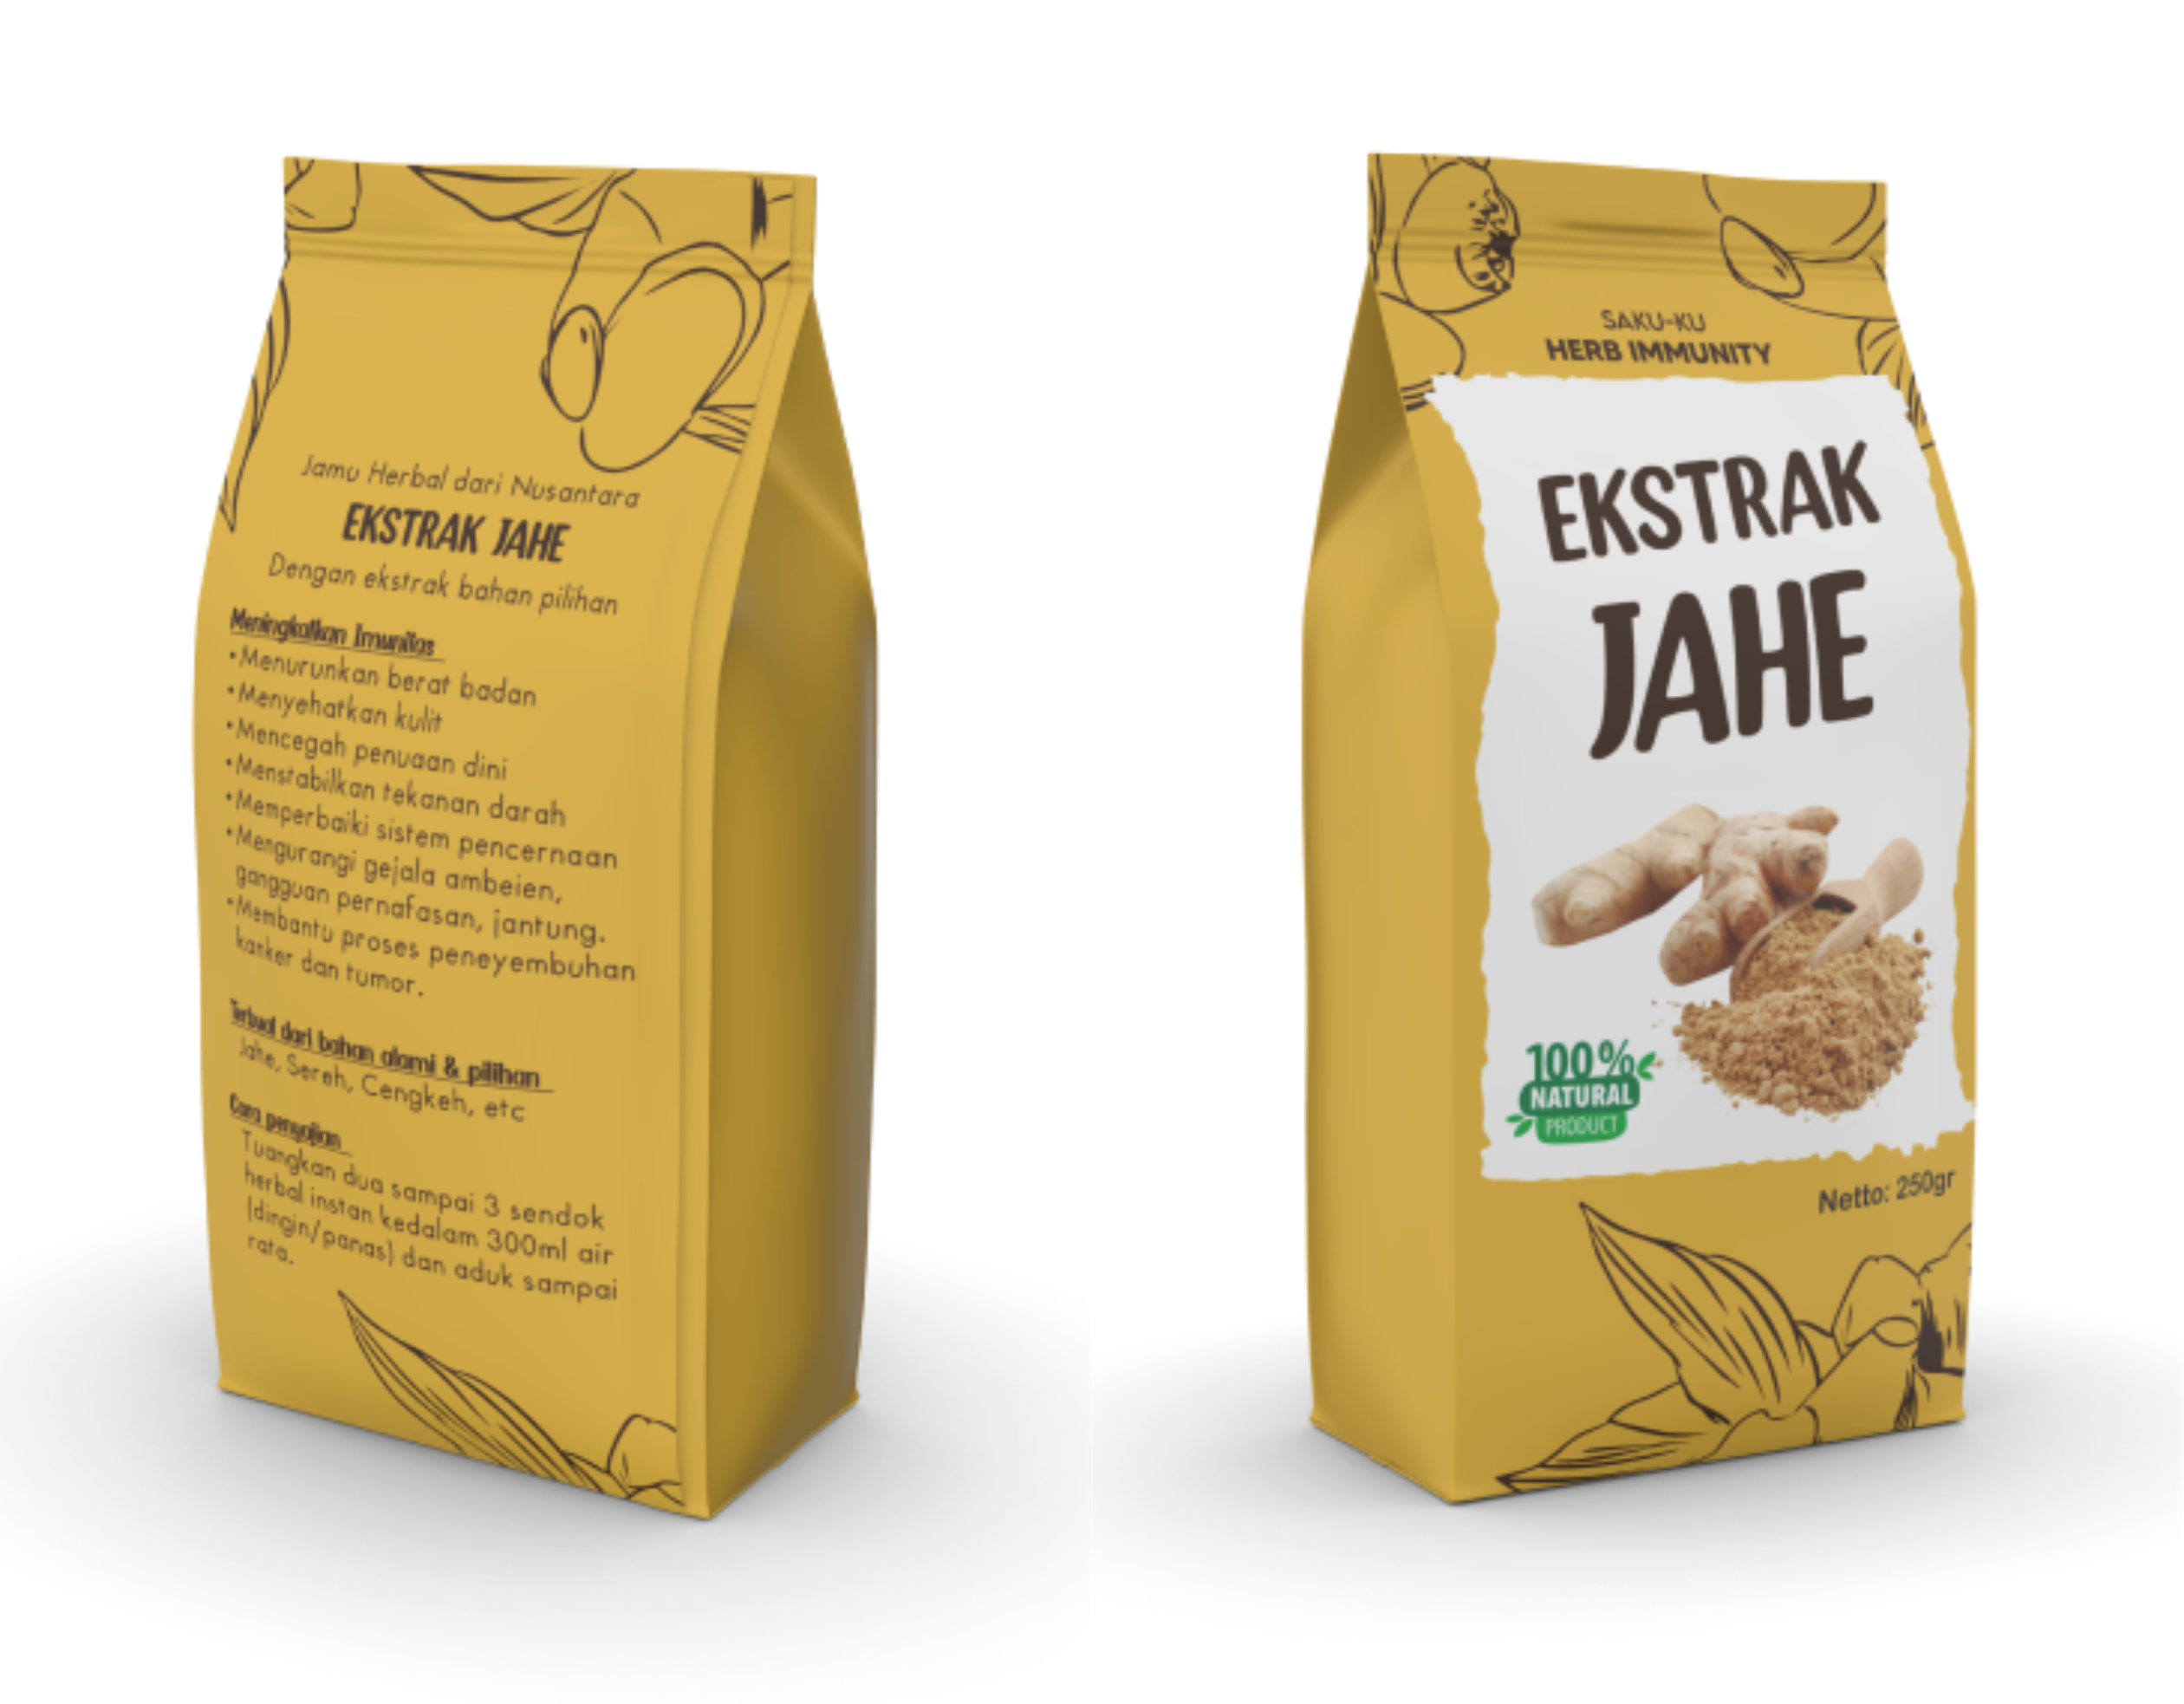 Jamu Herbal dari Nusantara
EKSTRAK JAHE
Dengan ekstrak bahan pilihan
Meningkatkan Imunitas
•Menurunkan berat badan
•Menyehatkan kulit
•Mencegah penuaan dini
•Menstabilkan tekanan darah
•Memperbaiki sistem pencernaan
•Mengurangi gejala ambeien,
gangguan pernafasan, jantung.
•Membantu proses peneyembuhan
kanker dan tumor.
Terbuat dari bahan alami & pilihan
Jahe, Sereh, Cengkeh, etc
Cara penyajian
Tuangkan dua sampai 3 sendok
herbal instan kedalam 300ml air
(dingin/panas) dan aduk sampai
rata.
SAKU-KU
HERB IMMUNITY
EKSTRAK
JAHE
100%
NATURAL
PRODUCT
Netto: 250gr